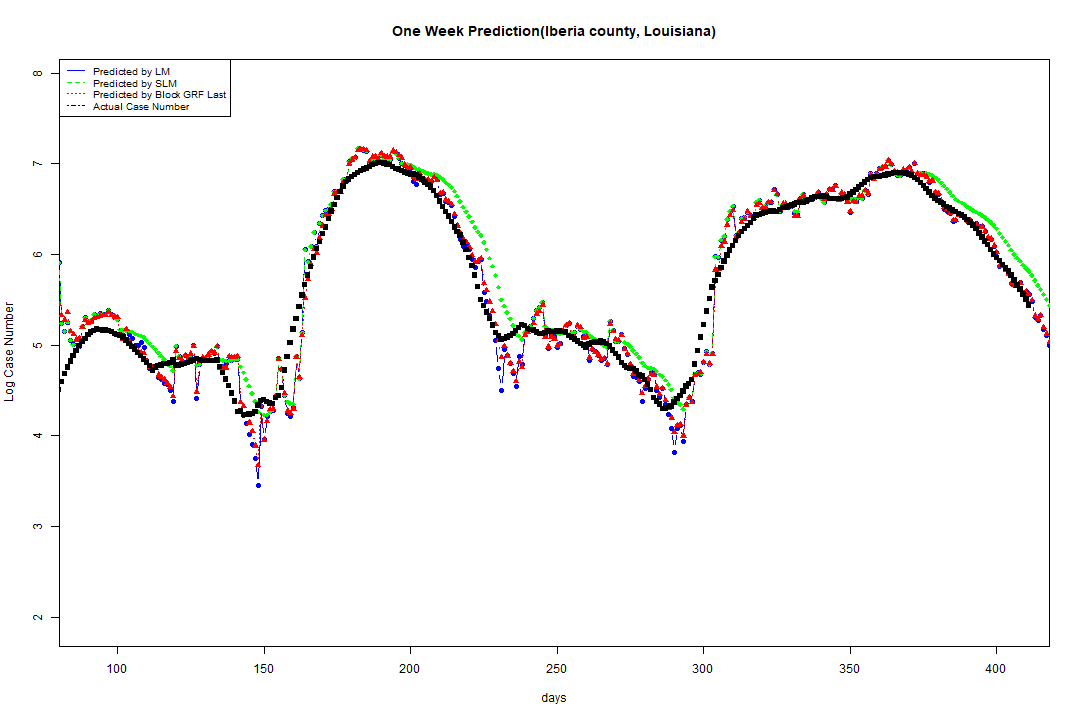 One Week Prediction(Iberia county, Louisiana)
Predicted by LM
Predicted by SLM
Predicted by Block GRF Last
Actual Case Number
8
7
6
5
4
3
2
Log Case Number
100 150 200 250 300 350 400
days